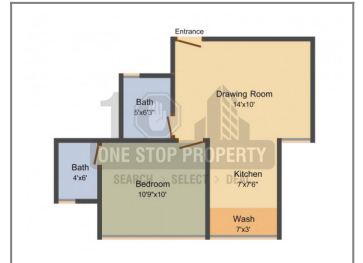 Entrance
Drawing Room
14'x10'
Bath
5'x6'3"
ONE STOP PROPERTY
SEARCH > SELECT > DEAL
Bath
4'x6'
Bedroom
10'9"x10'
Kitchen
7'x7'6"
Wash
7'x3'